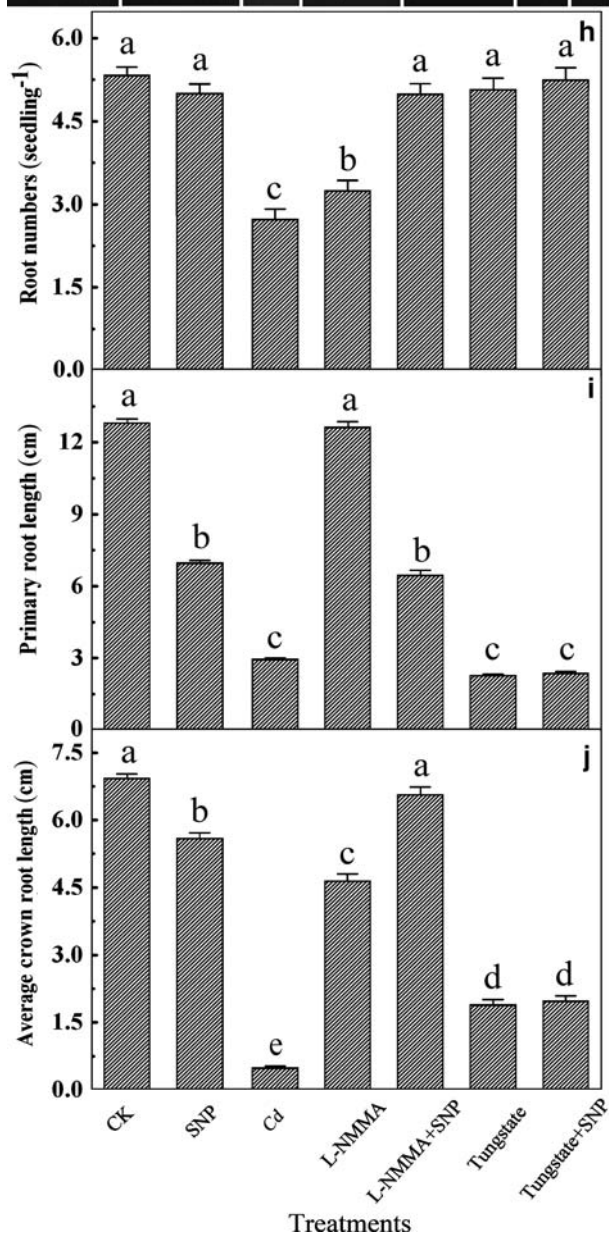 h
Root numbers (seedling-1)
6.0
4.5
3.0
1.5
0.0
a
a
c
b
a
a
a
i
Primary root length (cm)
12
9
6
3
0
a
b
c
a
b
c
c
j
Average crown root length (cm)
7.5
6.0
4.5
3.0
1.5
0.0
a
b
e
c
a
d
d
CK
SNP
Cd
L-NMMA
L-NMMA+SNP
Tungstate
Tungstate+SNP
Treatments